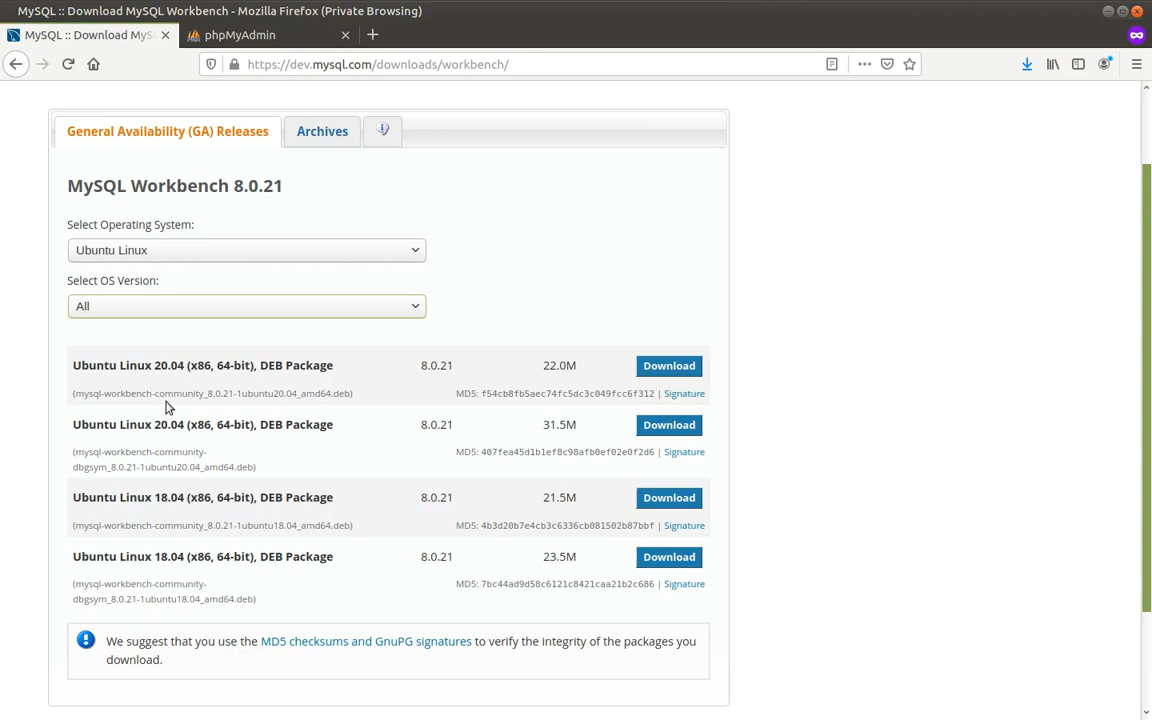 MySQL :: Download MySQL Workbench - Mozilla Firefox (Private Browsing)
MySQL :: Download MyS
phpMyAdmin
https://dev.mysql.com/downloads/workbench/
General Availability (GA) Releases
Archives
MySQL Workbench 8.0.21
Select Operating System:
Ubuntu Linux
Select OS Version:
All
Ubuntu Linux 20.04 (x86, 64-bit), DEB Package 8.0.21 22.0M Download
(mysql-workbench-community_8.0.21-1ubuntu20.04_amd64.deb) MD5: f54cb8fb5aec74fc5dc3c049fcc6f312 | Signature
Ubuntu Linux 20.04 (x86, 64-bit), DEB Package 8.0.21 31.5M Download
(mysql-workbench-community- MD5: 407fea45d1b1ef8c98afb0ef02e0f2d6 | Signature
dbgsym_8.0.21-1ubuntu20.04_amd64.deb)
Ubuntu Linux 18.04 (x86, 64-bit), DEB Package 8.0.21 21.5M Download
(mysql-workbench-community_8.0.21-1ubuntu18.04_amd64.deb) MD5: 4b3d20b7e4cb3c6336cb081502b87bbf | Signature
Ubuntu Linux 18.04 (x86, 64-bit), DEB Package 8.0.21 23.5M Download
(mysql-workbench-community- MD5: 7bc44ad9d58c6121c8421caa21b2c686 | Signature
dbgsym_8.0.21-1ubuntu18.04_amd64.deb)
We suggest that you use the MD5 checksums and GnuPG signatures to verify the integrity of the packages you
download.